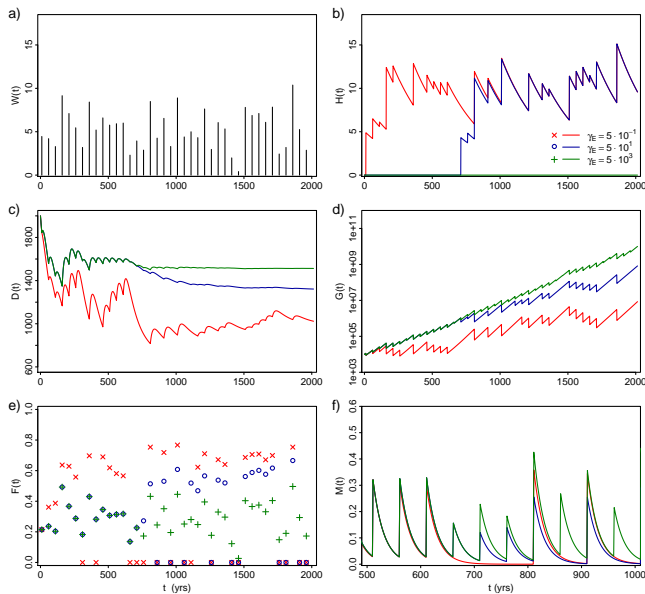 a)
W(t)
0 5 10 15
0 500 1000 1500 2000
b)
H(t)
0 5 10 15
γE = 5 · 10⁻¹
γE = 5 · 10¹
γE = 5 · 10³
0 500 1000 1500 2000
c)
D(t)
600 1000 1400 1800
0 500 1000 1500 2000
d)
G(t)
1e+03 1e+05 1e+07 1e+09 1e+11
0 500 1000 1500 2000
e)
F(t)
0.0 0.2 0.4 0.6 0.8 1.0
0 500 1000 1500 2000
t (yrs)
f)
M(t)
0.0 0.1 0.2 0.3 0.4 0.5 0.6
500 600 700 800 900 1000
t (yrs)